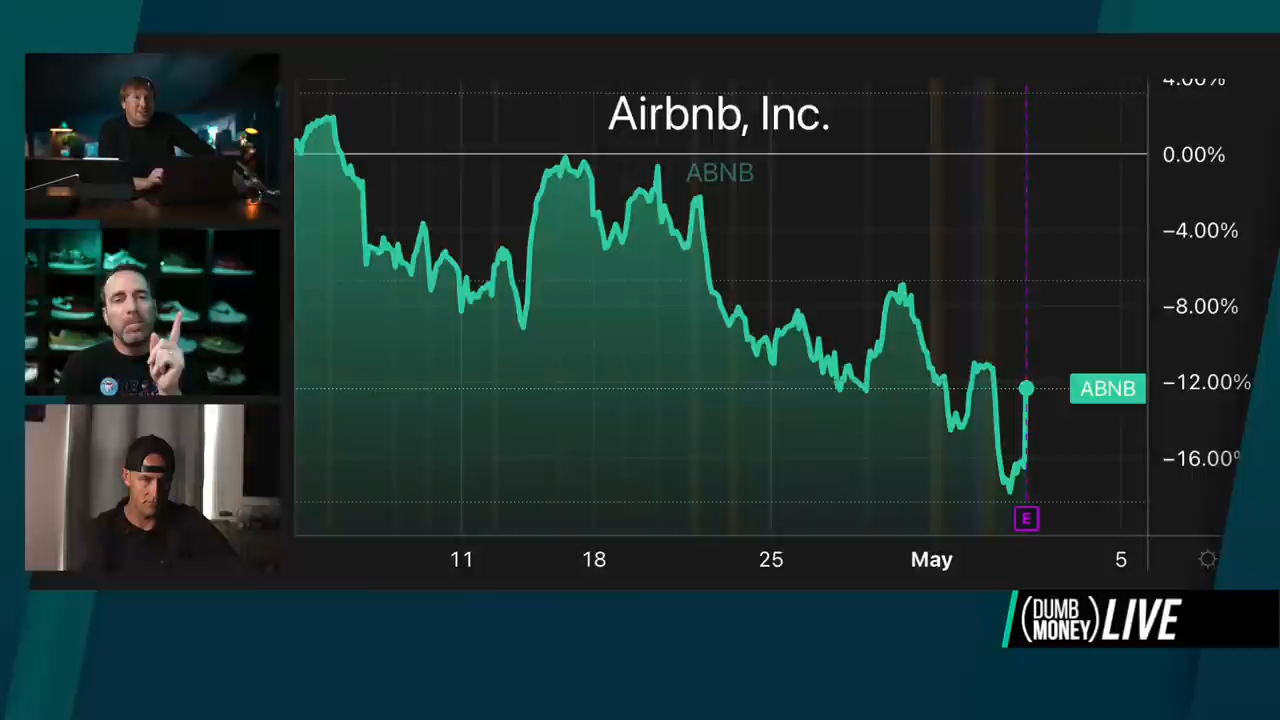 Airbnb, Inc.
ABNB
4.00%
0.00%
−4.00%
−8.00%
−12.00%
−16.00%
ABNB
E
11
18
25
May
5
(DUMB
MONEY)
LIVE